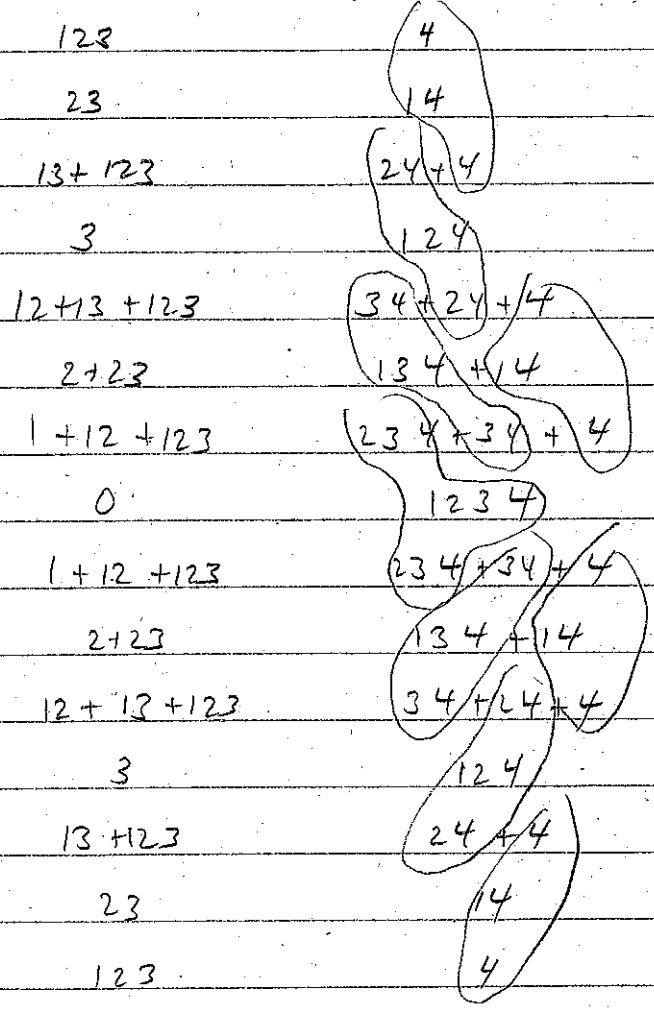 123 4
23 14
13 + 123 24 + 4
3 124
12 + 13 + 123 34 + 24 + 4
2 + 23 134 + 14
1 + 12 + 123 234 + 34 + 4
0 1234
1 + 12 + 123 234 + 34 + 4
2 + 23 134 + 14
12 + 13 + 123 34 + 24 + 4
3 124
13 + 123 24 + 4
23 14
123 4